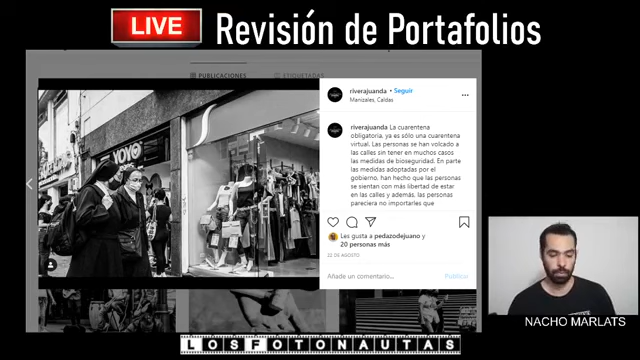 LIVE
Revisión de Portafolios
PUBLICACIONES
ETIQUETADAS
YOYO
riverajuanda • Seguir
Manizales, Caldas
riverajuanda La cuarentena
obligatoria, ya es sólo una cuarentena
virtual. Las personas se han volcado a
las calles sin tener en muchos casos
las medidas de bioseguridad. En parte
las medidas adoptadas por el
gobierno, han hecho que las personas
se sientan con más libertad de estar
en las calles y además, las personas
pareciera no importarles que
Les gusta a pedazodejuano y
20 personas más
22 DE AGOSTO
Añade un comentario...
Publicar
NACHO MARLATS
LOSFOTONAUTAS